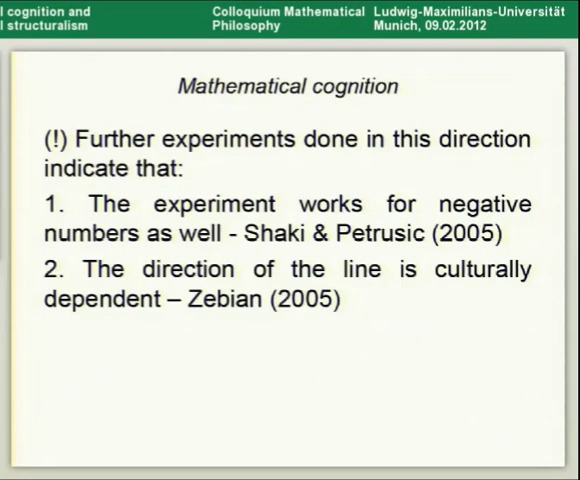 l cognition and
l structuralism
Colloquium Mathematical
Philosophy
Ludwig-Maximilians-Universität
Munich, 09.02.2012
Mathematical cognition
(!) Further experiments done in this direction
indicate that:
1. The experiment works for negative
numbers as well - Shaki & Petrusic (2005)
2. The direction of the line is culturally
dependent – Zebian (2005)